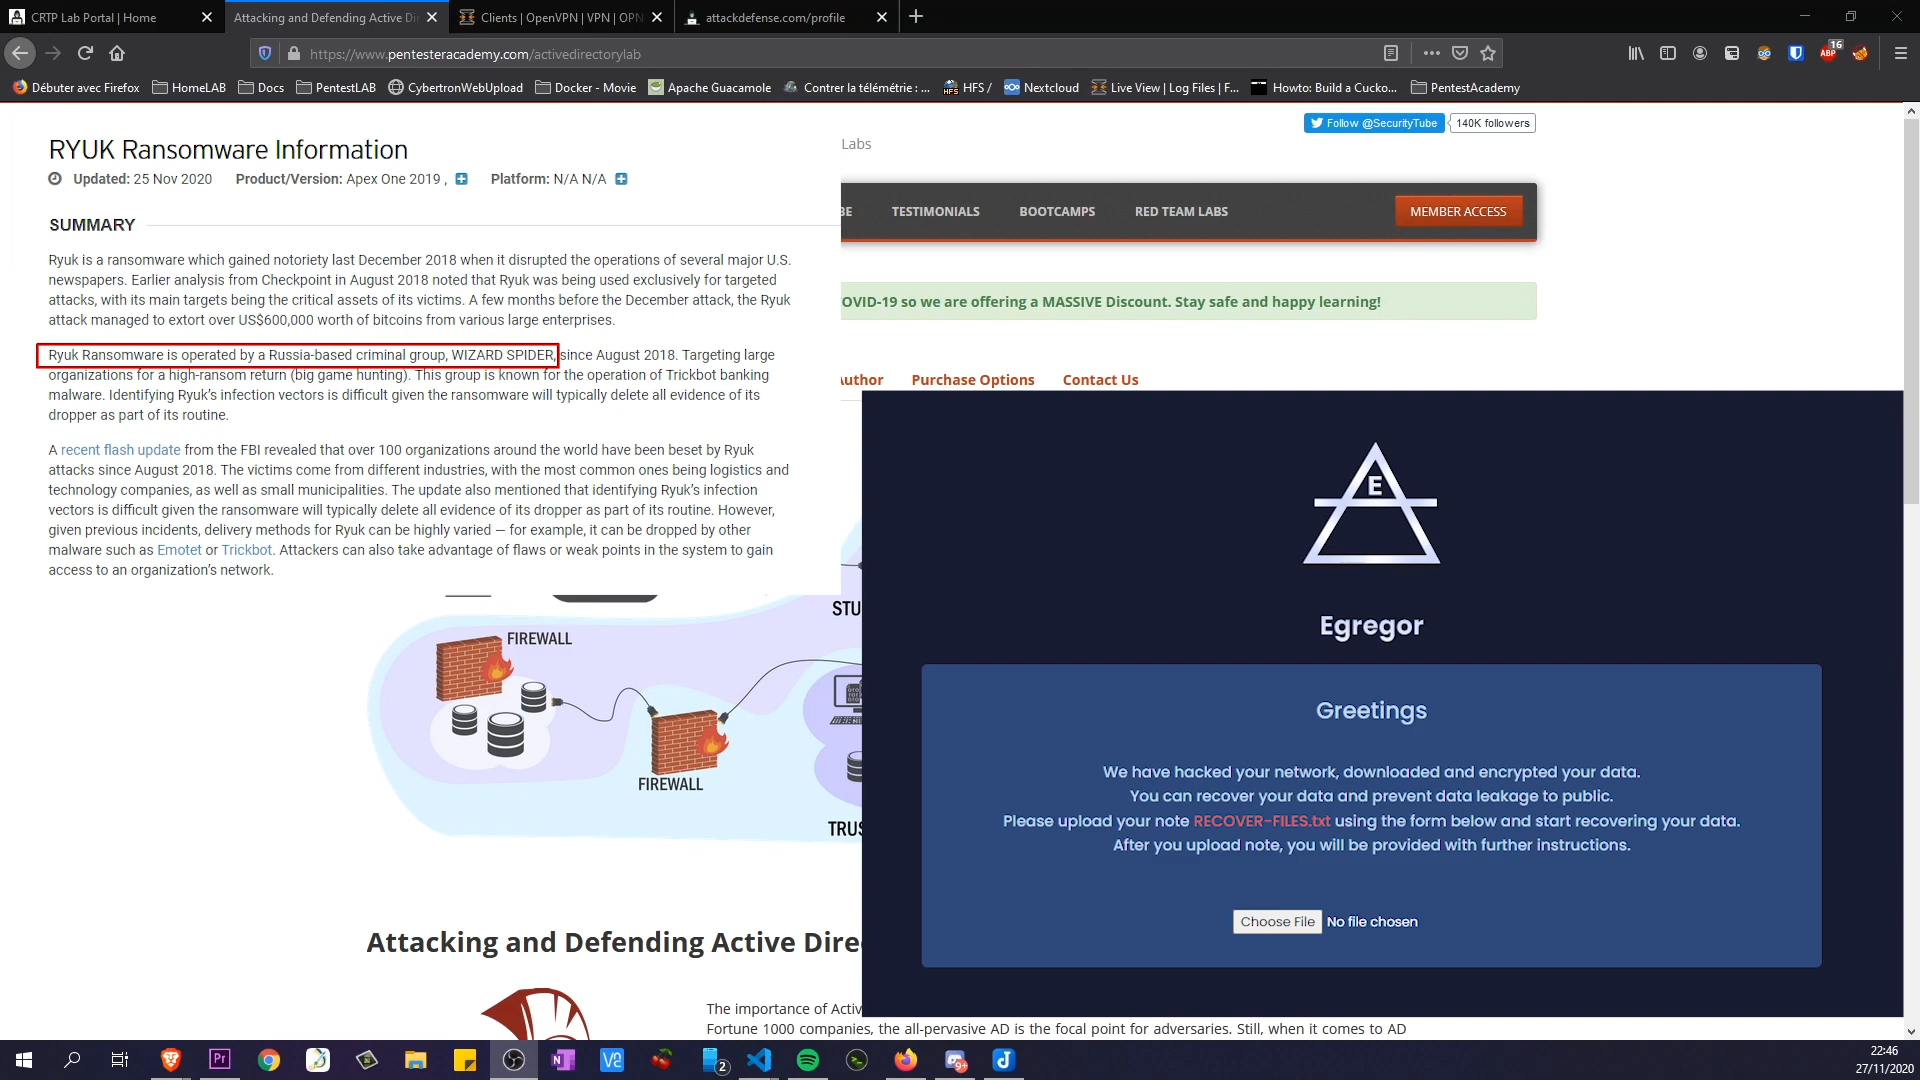 CRTP Lab Portal | Home
Attacking and Defending Active Di
Clients | OpenVPN | VPN | OPN
attackdefense.com/profile
https://www.pentesteracademy.com/activedirectorylab
16
ABP
Débuter avec Firefox
HomeLAB
Docs
PentestLAB
CybertronWebUpload
Docker - Movie
Apache Guacamole
Contrer la télémétrie : ...
HFS /
Nextcloud
Live View | Log Files | F...
Howto: Build a Cucko...
PentestAcademy
Follow @SecurityTube
140K followers
RYUK Ransomware Information
Labs
Updated: 25 Nov 2020 Product/Version: Apex One 2019 , Platform: N/A N/A
BE
TESTIMONIALS
BOOTCAMPS
RED TEAM LABS
MEMBER ACCESS
SUMMARY
Ryuk is a ransomware which gained notoriety last December 2018 when it disrupted the operations of several major U.S.
newspapers. Earlier analysis from Checkpoint in August 2018 noted that Ryuk was being used exclusively for targeted
attacks, with its main targets being the critical assets of its victims. A few months before the December attack, the Ryuk
attack managed to extort over US$600,000 worth of bitcoins from various large enterprises.
OVID-19 so we are offering a MASSIVE Discount. Stay safe and happy learning!
Ryuk Ransomware is operated by a Russia-based criminal group, WIZARD SPIDER, since August 2018. Targeting large
organizations for a high-ransom return (big game hunting). This group is known for the operation of Trickbot banking
malware. Identifying Ryuk's infection vectors is difficult given the ransomware will typically delete all evidence of its
dropper as part of its routine.
uthor
Purchase Options
Contact Us
A recent flash update from the FBI revealed that over 100 organizations around the world have been beset by Ryuk
attacks since August 2018. The victims come from different industries, with the most common ones being logistics and
technology companies, as well as small municipalities. The update also mentioned that identifying Ryuk's infection
vectors is difficult given the ransomware will typically delete all evidence of its dropper as part of its routine. However,
given previous incidents, delivery methods for Ryuk can be highly varied — for example, it can be dropped by other
malware such as Emotet or Trickbot. Attackers can also take advantage of flaws or weak points in the system to gain
access to an organization's network.
E
Egregor
Greetings
We have hacked your network, downloaded and encrypted your data.
You can recover your data and prevent data leakage to public.
Please upload your note RECOVER-FILES.txt using the form below and start recovering your data.
After you upload note, you will be provided with further instructions.
Choose File No file chosen
STU
FIREWALL
FIREWALL
TRUS
Attacking and Defending Active Dire
The importance of Activ
Fortune 1000 companies, the all-pervasive AD is the focal point for adversaries. Still, when it comes to AD
Pr
2
9+
22:46
27/11/2020